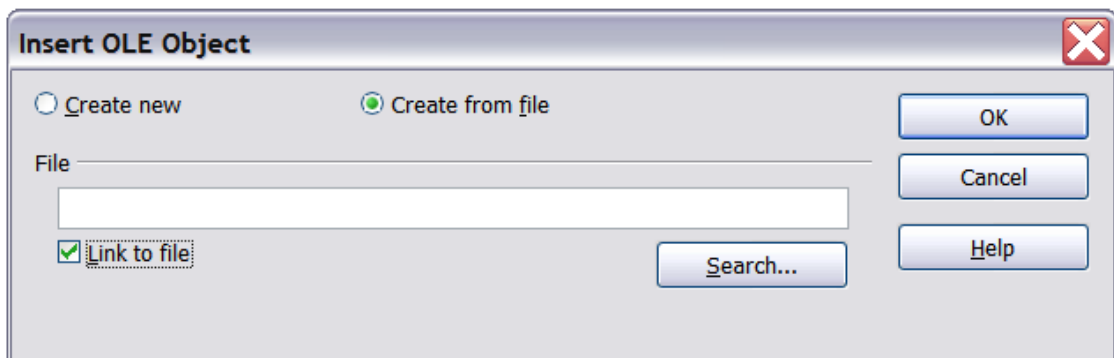 Insert OLE Object
Create new
Create from file
OK
File
Cancel
Link to file
Search...
Help